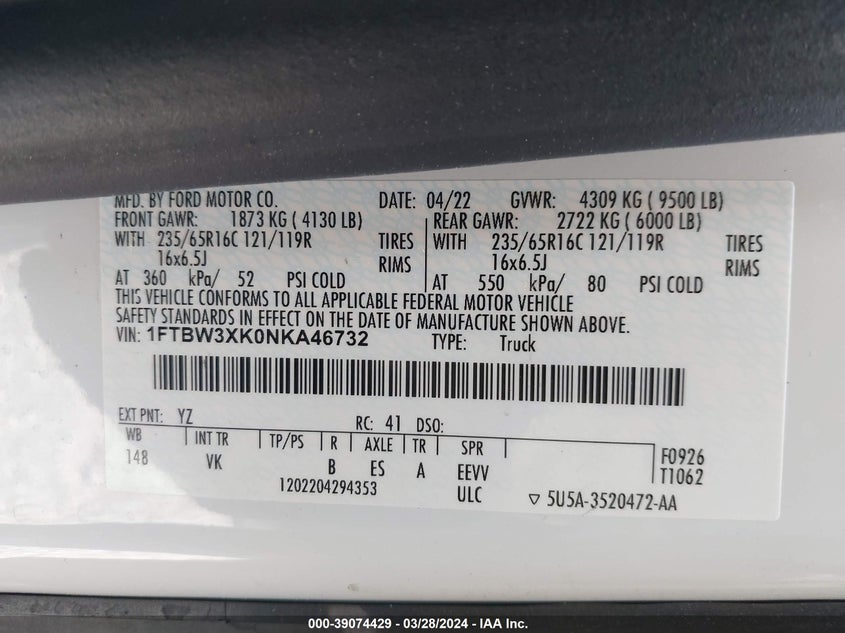 MFD. BY FORD MOTOR CO. DATE: 04/22 GVWR: 4309 KG ( 9500 LB)
FRONT GAWR: 1873 KG ( 4130 LB) REAR GAWR: 2722 KG ( 6000 LB)
WITH 235/65R16C 121/119R TIRES WITH 235/65R16C 121/119R TIRES
16x6.5J RIMS 16x6.5J RIMS
AT 360 kPa/ 52 PSI COLD AT 550 kPa/ 80 PSI COLD
THIS VEHICLE CONFORMS TO ALL APPLICABLE FEDERAL MOTOR VEHICLE
SAFETY STANDARDS IN EFFECT ON THE DATE OF MANUFACTURE SHOWN ABOVE.
VIN: 1FTBW3XK0NKA46732 TYPE: Truck
EXT PNT: YZ RC: 41 DSO:
WB INT TR TP/PS R AXLE TR SPR F0926
148 VK B ES A EEVV T1062
1202204294353 ULC ▽ 5U5A-3520472-AA
000-39074429 - 03/28/2024 - IAA Inc.